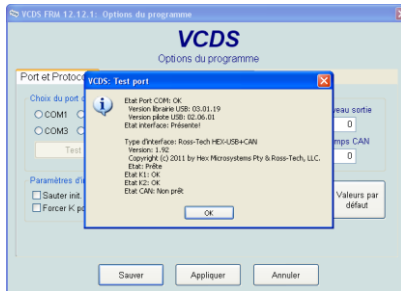 VCDS FRM 12.12.1: Options du programme
VCDS
Options du programme
Port et Protoco
VCDS: Test port
Choix du port
COM1
COM3
Test
Etat Port COM: OK
Version librairie USB: 03.01.19
Version pilote USB: 02.06.01
Etat interface: Présente!
Type d'interface: Ross-Tech HEX-USB+CAN
Version: 1.92
Copyright (c) 2011 by Hex Microsystems Pty & Ross-Tech, LLC.
Etat: Prête
Etat K1: OK
Etat K2: OK
Etat CAN: Non prêt
OK
veau sortie
0
mps CAN
0
Paramètres d'i
Sauter init.
Forcer K po
Valeurs par
défaut
Sauver
Appliquer
Annuler